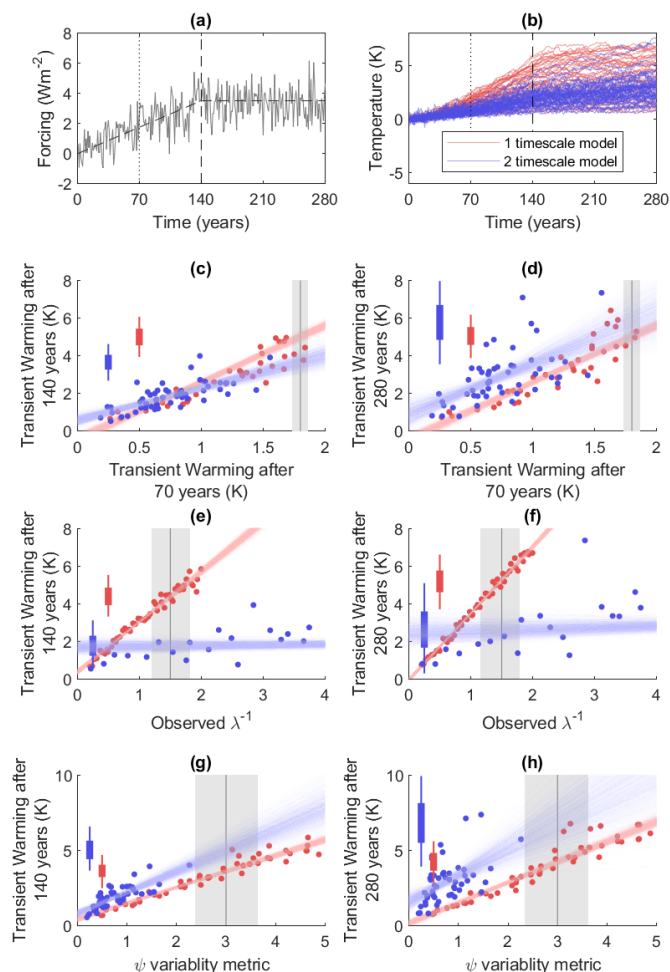 (a)
Forcing (Wm-2)
8
6
4
2
0
-2
0 70 140 210 280
Time (years)
(b)
Temperature (K)
5
0
-5
1 timescale model
2 timescale model
0 70 140 210 280
Time (years)
(c)
Transient Warming after
140 years (K)
8
6
4
2
0
0 0.5 1 1.5 2
Transient Warming after
70 years (K)
(d)
Transient Warming after
280 years (K)
8
6
4
2
0
0 0.5 1 1.5 2
Transient Warming after
70 years (K)
(e)
Transient Warming after
140 years (K)
8
6
4
2
0
0 1 2 3 4
Observed λ-1
(f)
Transient Warming after
280 years (K)
8
6
4
2
0
0 1 2 3 4
Observed λ-1
(g)
Transient Warming after
140 years (K)
10
5
0
0 1 2 3 4 5
ψ variablity metric
(h)
Transient Warming after
280 years (K)
10
5
0
0 1 2 3 4 5
ψ variablity metric